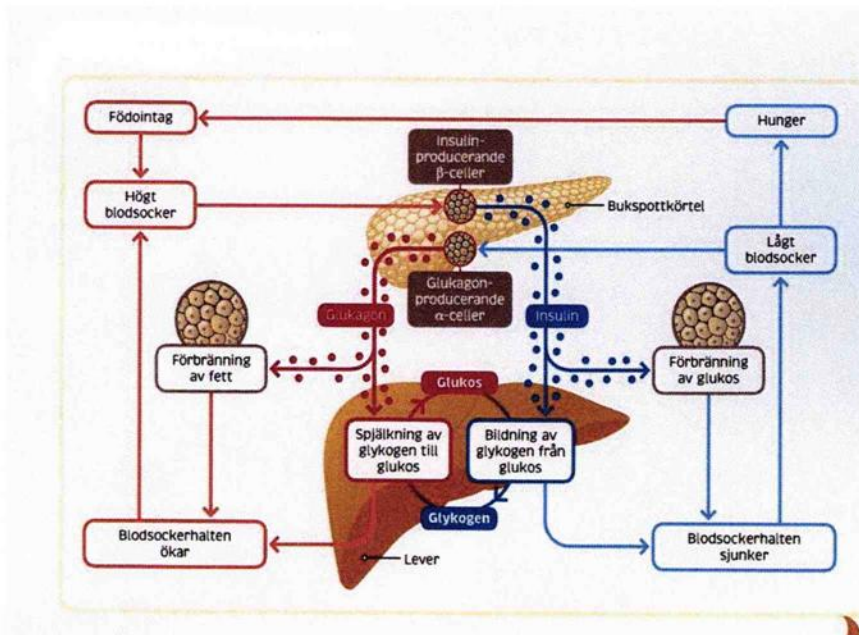 Födointag
Hunger
Insulin-
producerande
β-celler
Högt
blodsocker
Bukspottkörtel
Lågt
blodsocker
Glukagon-
producerande
α-celler
Glukagon
Insulin
Förbränning
av fett
Förbränning
av glukos
Glukos
Spjälkning av
glykogen till
glukos
Bildning av
glykogen från
glukos
Glykogen
Blodsockerhalten
ökar
Lever
Blodsockerhalten
sjunker